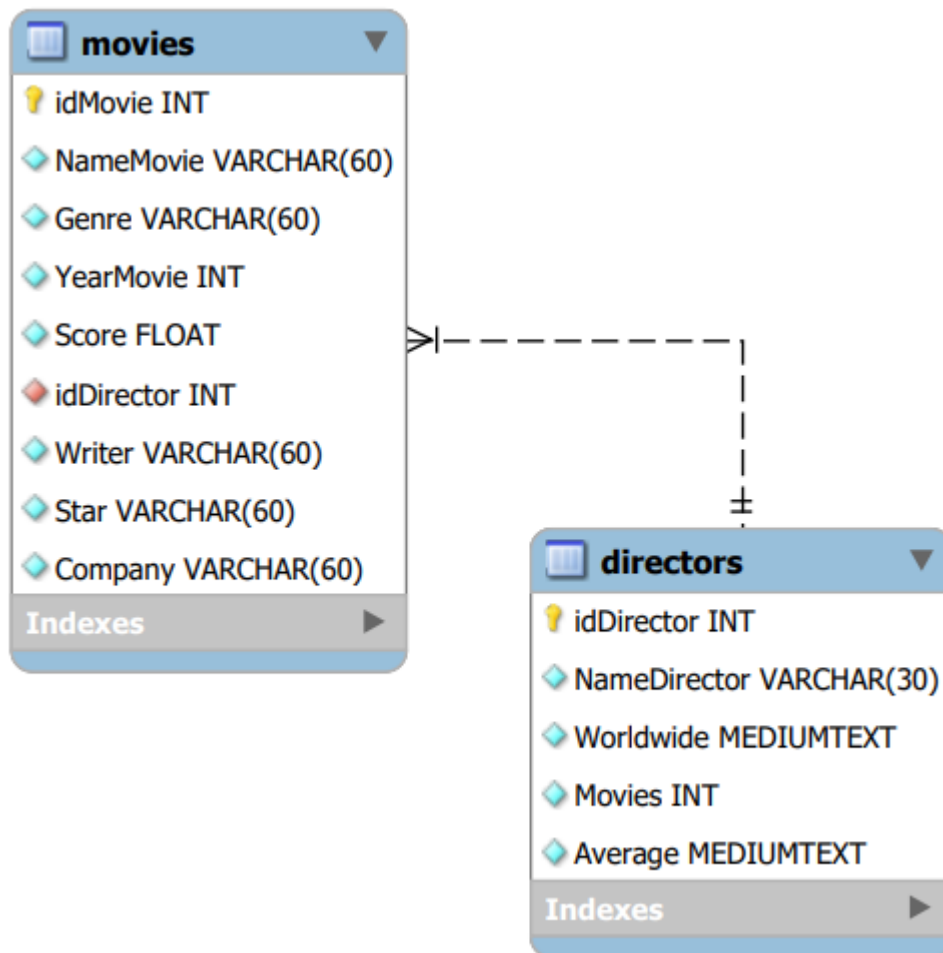 movies
idMovie INT
NameMovie VARCHAR(60)
Genre VARCHAR(60)
YearMovie INT
Score FLOAT
idDirector INT
Writer VARCHAR(60)
Star VARCHAR(60)
Company VARCHAR(60)
Indexes
directors
idDirector INT
NameDirector VARCHAR(30)
Worldwide MEDIUMTEXT
Movies INT
Average MEDIUMTEXT
Indexes